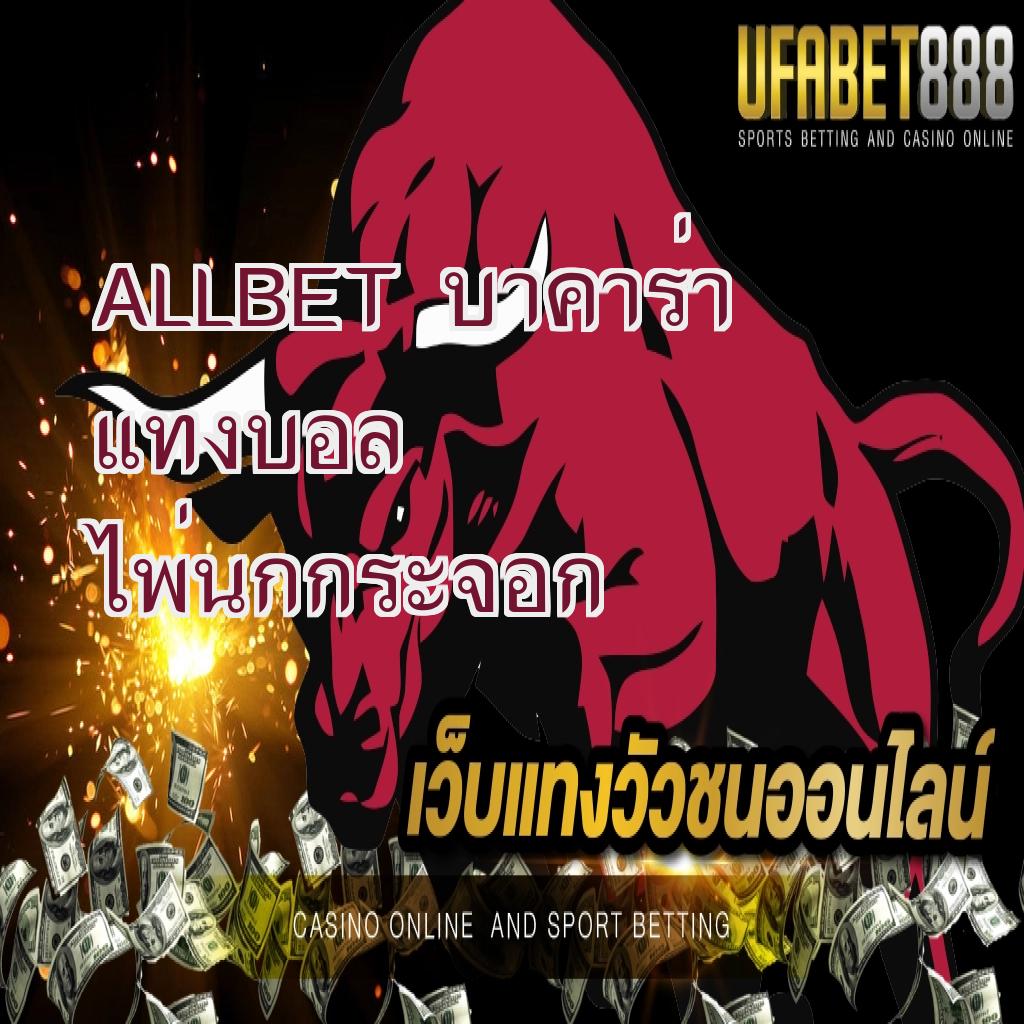 UFABET888
SPORTS BETTING AND CASINO ONLINE
ALLBET บาคาร่า
แทงบอล
ไพ่นกกระจอก
เว็บแทงวัวชนออนไลน์
CASINO ONLINE AND SPORT BETTING